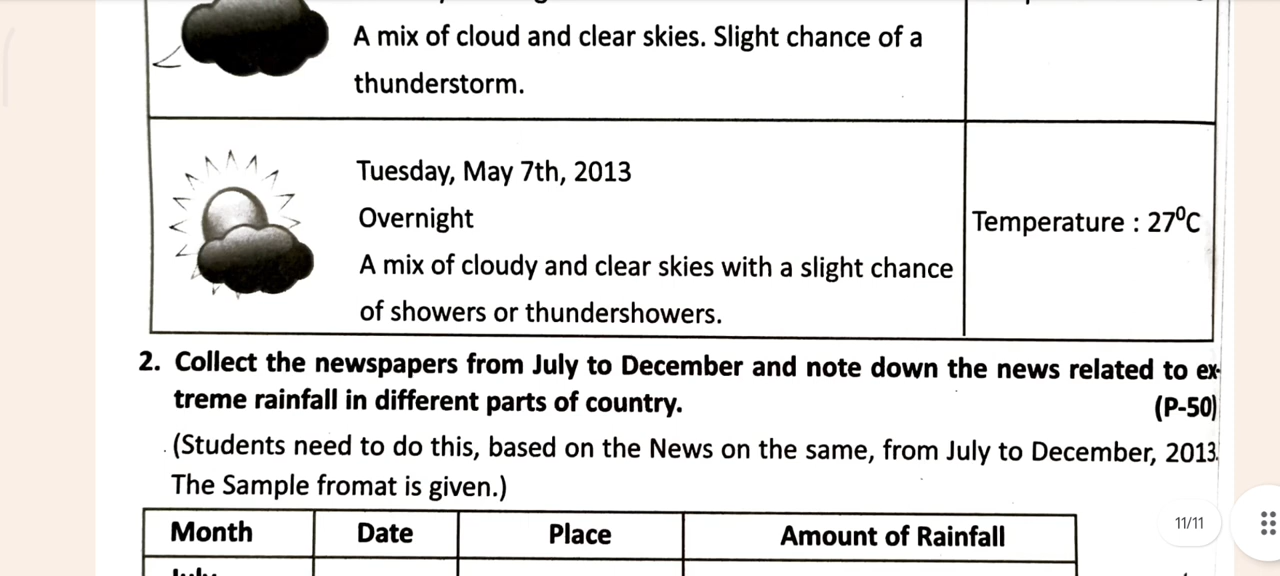 A mix of cloud and clear skies. Slight chance of a
thunderstorm.
Tuesday, May 7th, 2013
Overnight
Temperature : 27⁰C
A mix of cloudy and clear skies with a slight chance
of showers or thundershowers.
2. Collect the newspapers from July to December and note down the news related to ex-
treme rainfall in different parts of country. (P-50)
(Students need to do this, based on the News on the same, from July to December, 2013.
The Sample fromat is given.)
Month Date Place Amount of Rainfall
July
11/11